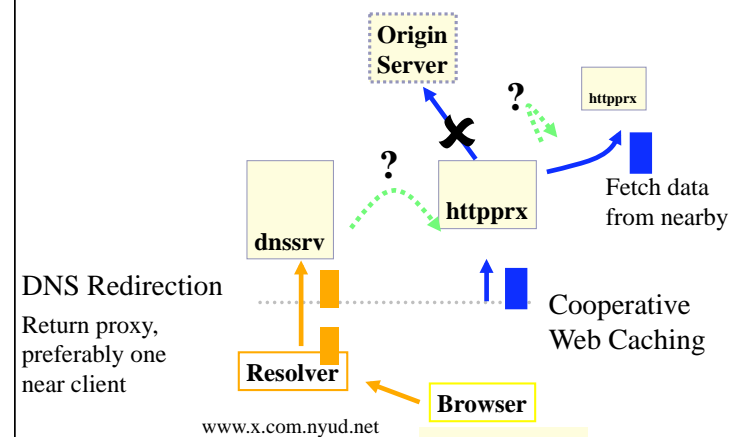 Origin
Server
?
httpprx
?
httpprx
Fetch data
from nearby
dnssrv
DNS Redirection
Return proxy,
preferably one
near client
Cooperative
Web Caching
Resolver
Browser
www.x.com.nyud.net